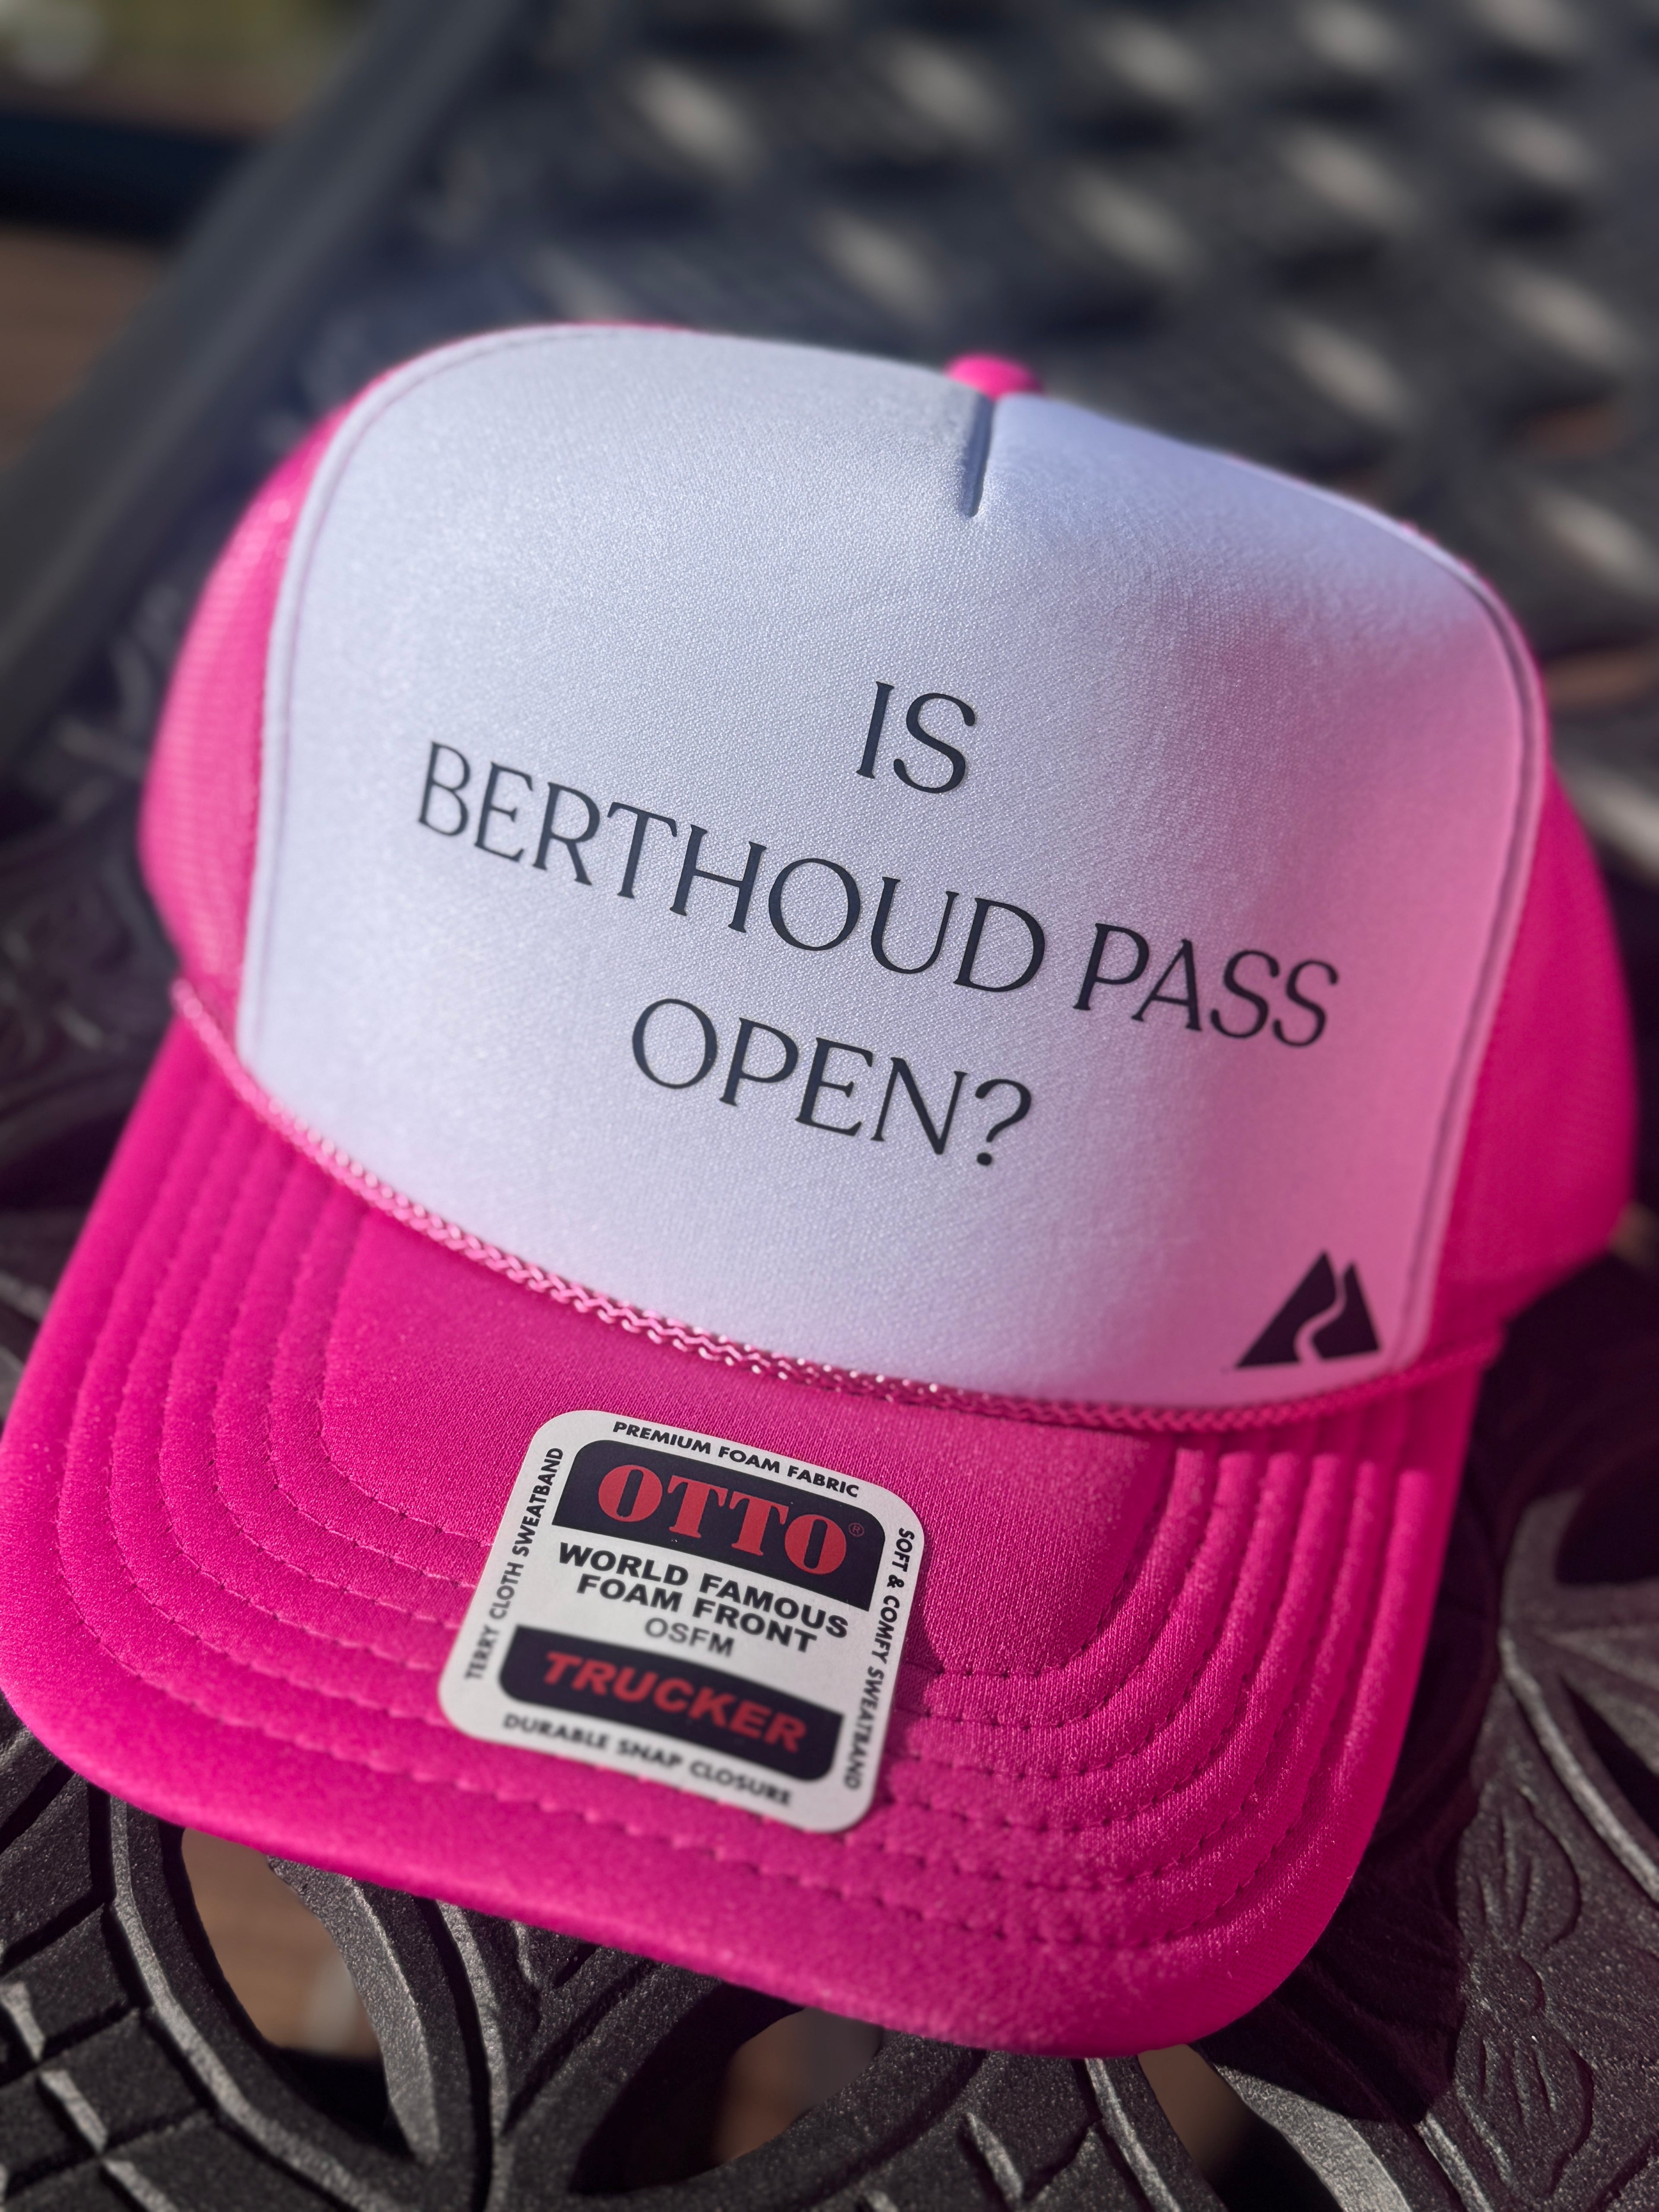 IS
BERTHOUD PASS
OPEN?
PREMIUM FOAM FABRIC
TERRY CLOTH SWEATBAND
OTTO®
WORLD FAMOUS
FOAM FRONT
OSFM
TRUCKER
SOFT & COMFY SWEATBAND
DURABLE SNAP CLOSURE